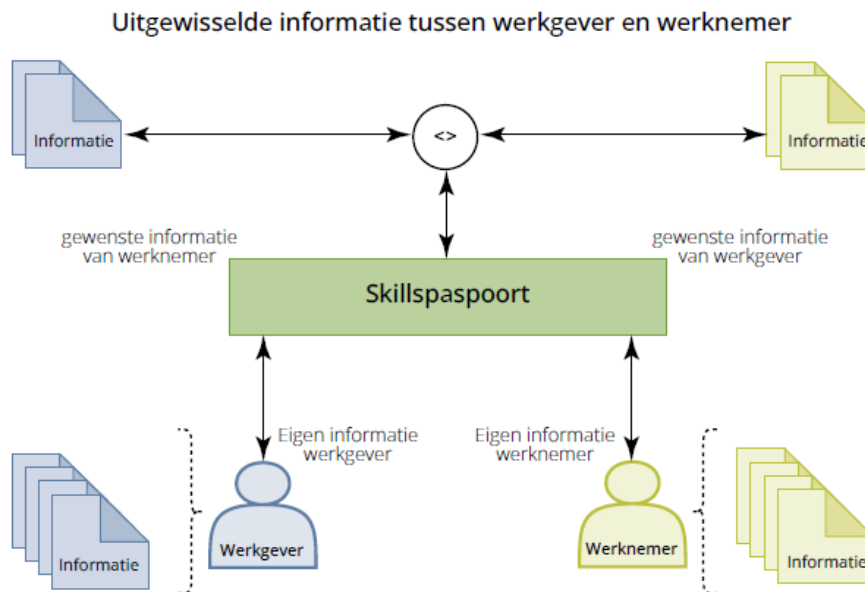 Uitgewisselde informatie tussen werkgever en werknemer
Informatie
<>
Informatie
gewenste informatie
van werknemer
gewenste informatie
van werkgever
Skillspaspoort
Eigen informatie
werkgever
Eigen informatie
werknemer
Informatie
Werkgever
Werknemer
Informatie